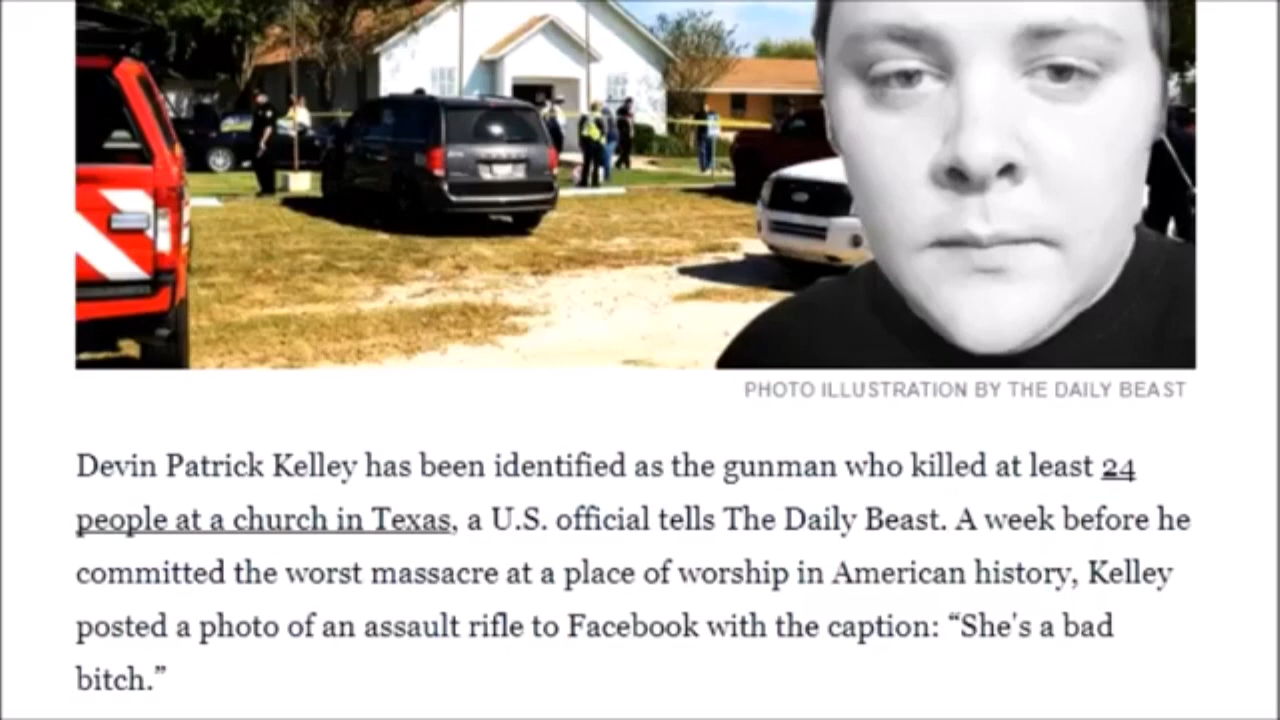 PHOTO ILLUSTRATION BY THE DAILY BEAST
Devin Patrick Kelley has been identified as the gunman who killed at least 24
people at a church in Texas, a U.S. official tells The Daily Beast. A week before he
committed the worst massacre at a place of worship in American history, Kelley
posted a photo of an assault rifle to Facebook with the caption: “She's a bad
bitch.”